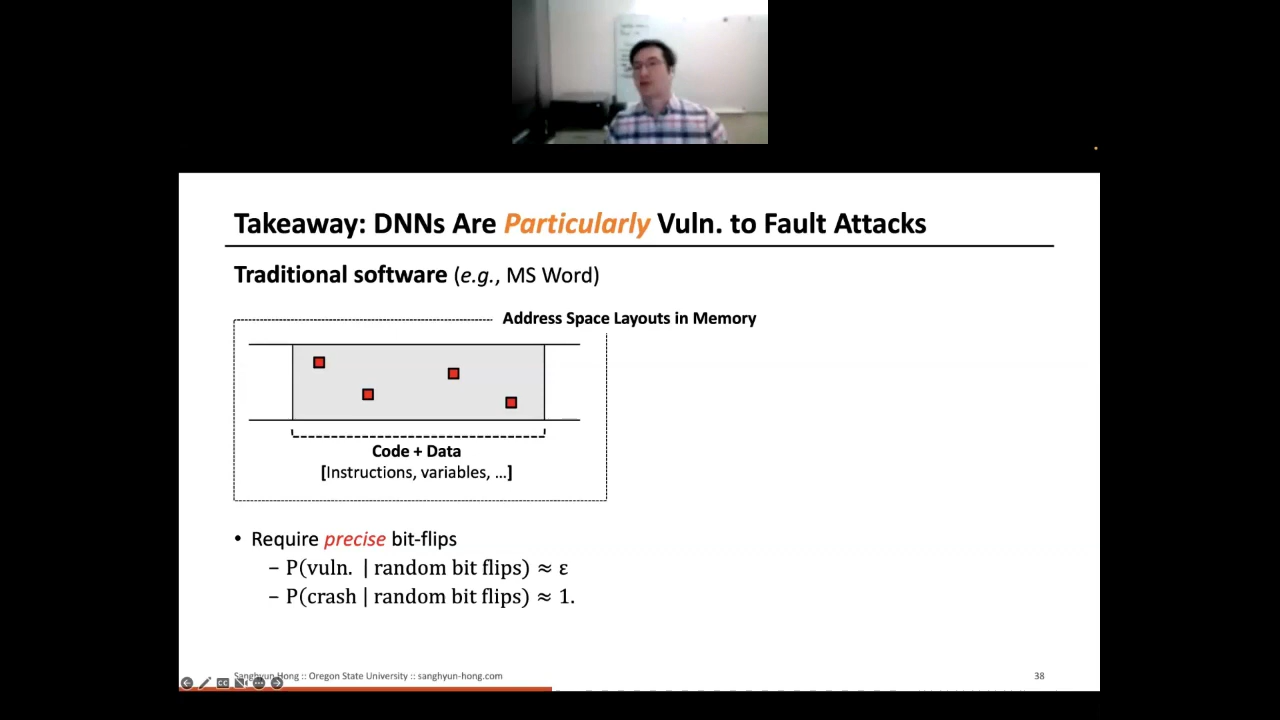 Takeaway: DNNs Are Particularly Vuln. to Fault Attacks
Traditional software (e.g., MS Word)
Address Space Layouts in Memory
Code + Data
[Instructions, variables, ...]
• Require precise bit-flips
– P(vuln. | random bit flips) ≈ ε
– P(crash | random bit flips) ≈ 1.
Sanghyun Hong :: Oregon State University :: sanghyun-hong.com
38